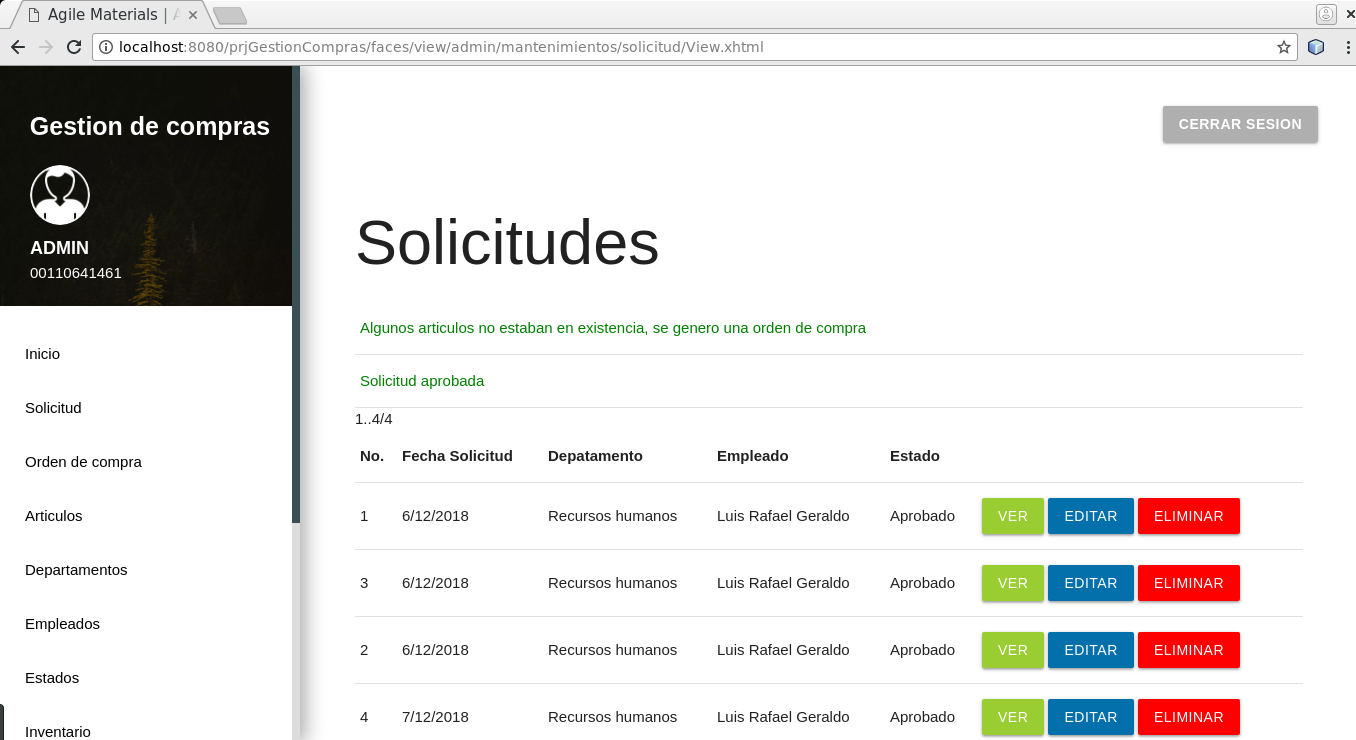 Agile Materials |
localhost:8080/prjGestionCompras/faces/view/admin/mantenimientos/solicitud/View.xhtml
Gestion de compras
ADMIN
00110641461
Inicio
Solicitud
Orden de compra
Articulos
Departamentos
Empleados
Estados
Inventario
CERRAR SESION
Solicitudes
Algunos articulos no estaban en existencia, se genero una orden de compra
Solicitud aprobada
1..4/4
No. Fecha Solicitud Depatamento Empleado Estado
1 6/12/2018 Recursos humanos Luis Rafael Geraldo Aprobado VER EDITAR ELIMINAR
3 6/12/2018 Recursos humanos Luis Rafael Geraldo Aprobado VER EDITAR ELIMINAR
2 6/12/2018 Recursos humanos Luis Rafael Geraldo Aprobado VER EDITAR ELIMINAR
4 7/12/2018 Recursos humanos Luis Rafael Geraldo Aprobado VER EDITAR ELIMINAR